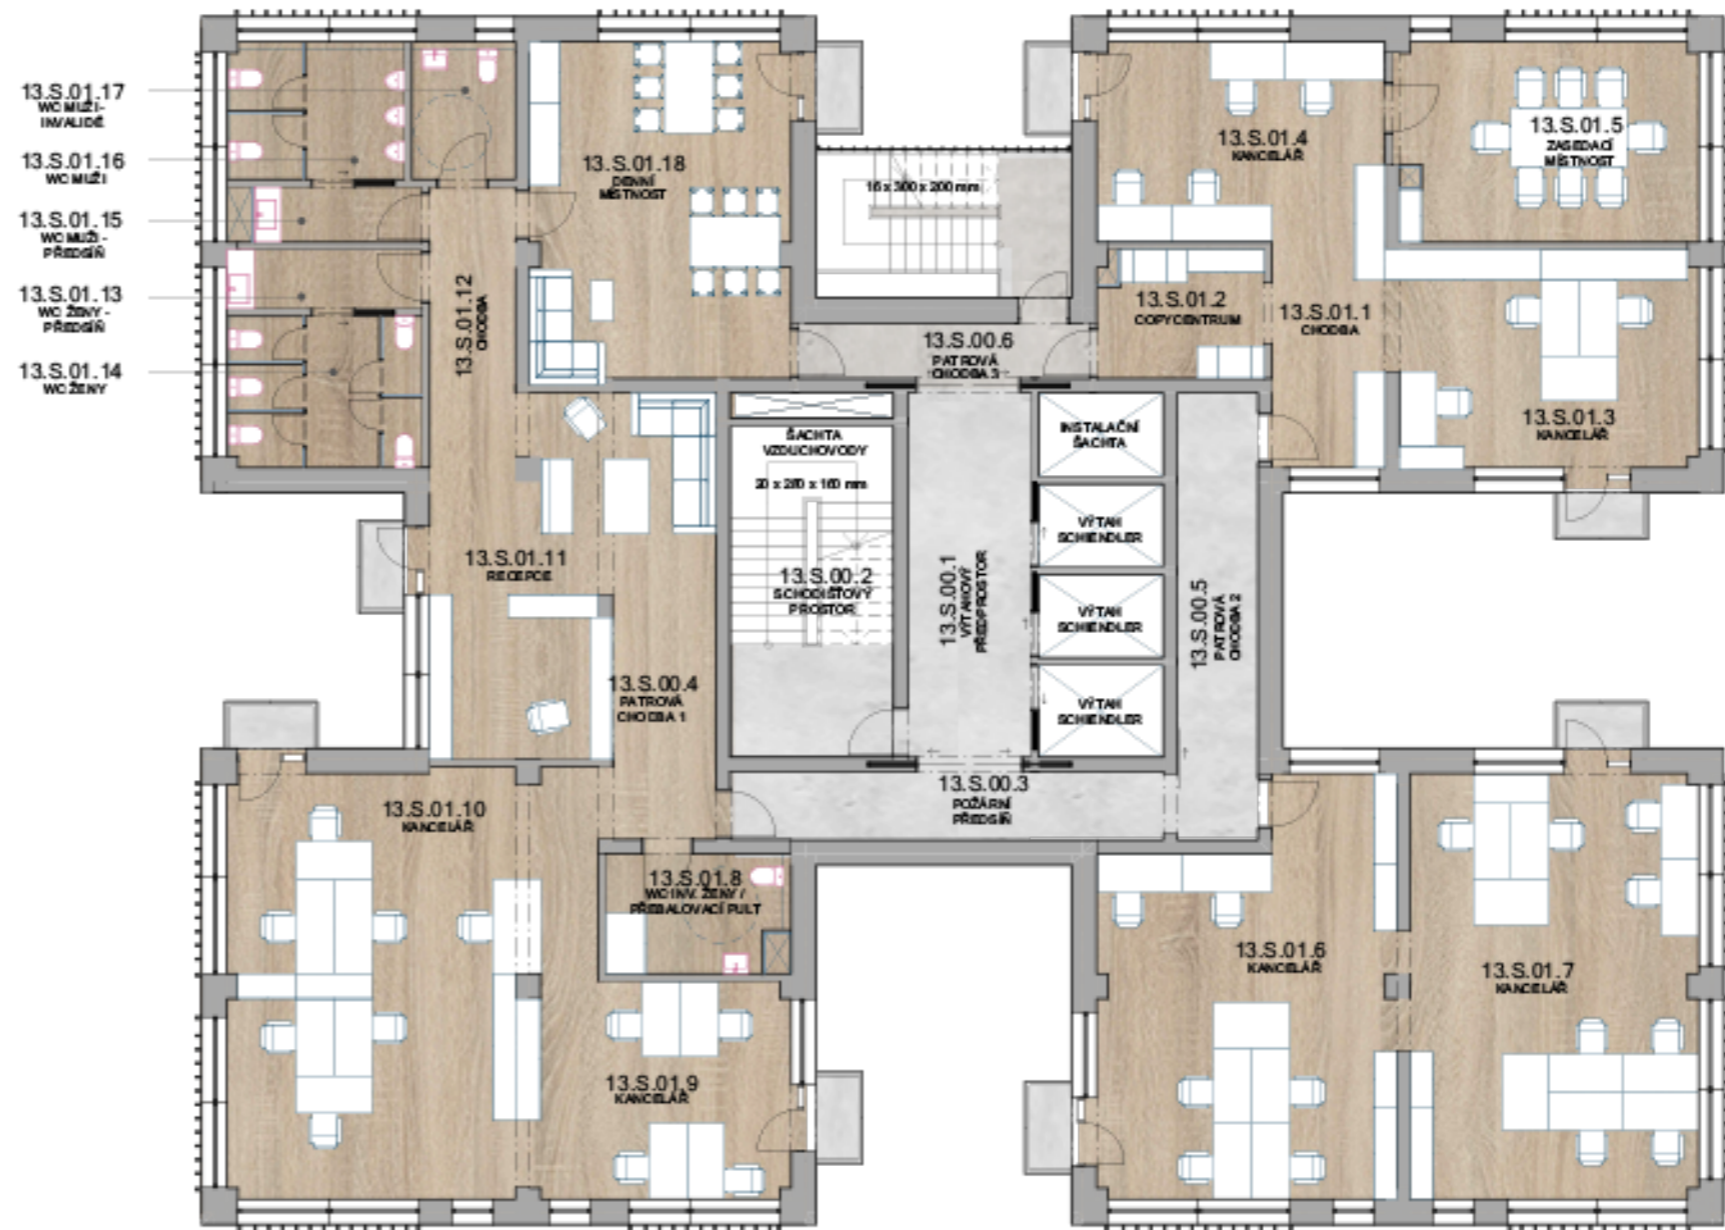 13.S.01.17
WC MUŽI-
INVALIDÉ
13.S.01.16
WC MUŽI
13.S.01.15
WC MUŽI -
PŘEDSÍŇ
13.S.01.13
WC ŽENY -
PŘEDSÍŇ
13.S.01.14
WC ŽENY
13.S.01.12
CHODBA
13.S.01.18
DENNÍ
MÍSTNOST
16 x 300 x 200 mm
13.S.01.4
KANCELÁŘ
13.S.01.5
ZASEDACÍ
MÍSTNOST
13.S.01.2
COPYCENTRUM
13.S.01.1
CHODBA
13.S.00.6
PATROVÁ
CHODBA 3
13.S.01.3
KANCELÁŘ
ŠACHTA
VZDUCHOVODY
20 x 280 x 160 mm
INSTALAČNÍ
ŠACHTA
VÝTAH
SCHIENDLER
VÝTAH
SCHIENDLER
VÝTAH
SCHIENDLER
13.S.01.11
RECEPCE
13.S.00.2
SCHODIŠŤOVÝ
PROSTOR
13.S.00.1
VÝTAHOVÝ
PŘEDPROSTOR
13.S.00.5
PATROVÁ
CHODBA 2
13.S.00.4
PATROVÁ
CHODBA 1
13.S.00.3
POŽÁRNÍ
PŘEDSÍŇ
13.S.01.10
KANCELÁŘ
13.S.01.8
WC INV. ŽENY /
PŘEBALOVACÍ PULT
13.S.01.6
KANCELÁŘ
13.S.01.7
KANCELÁŘ
13.S.01.9
KANCELÁŘ